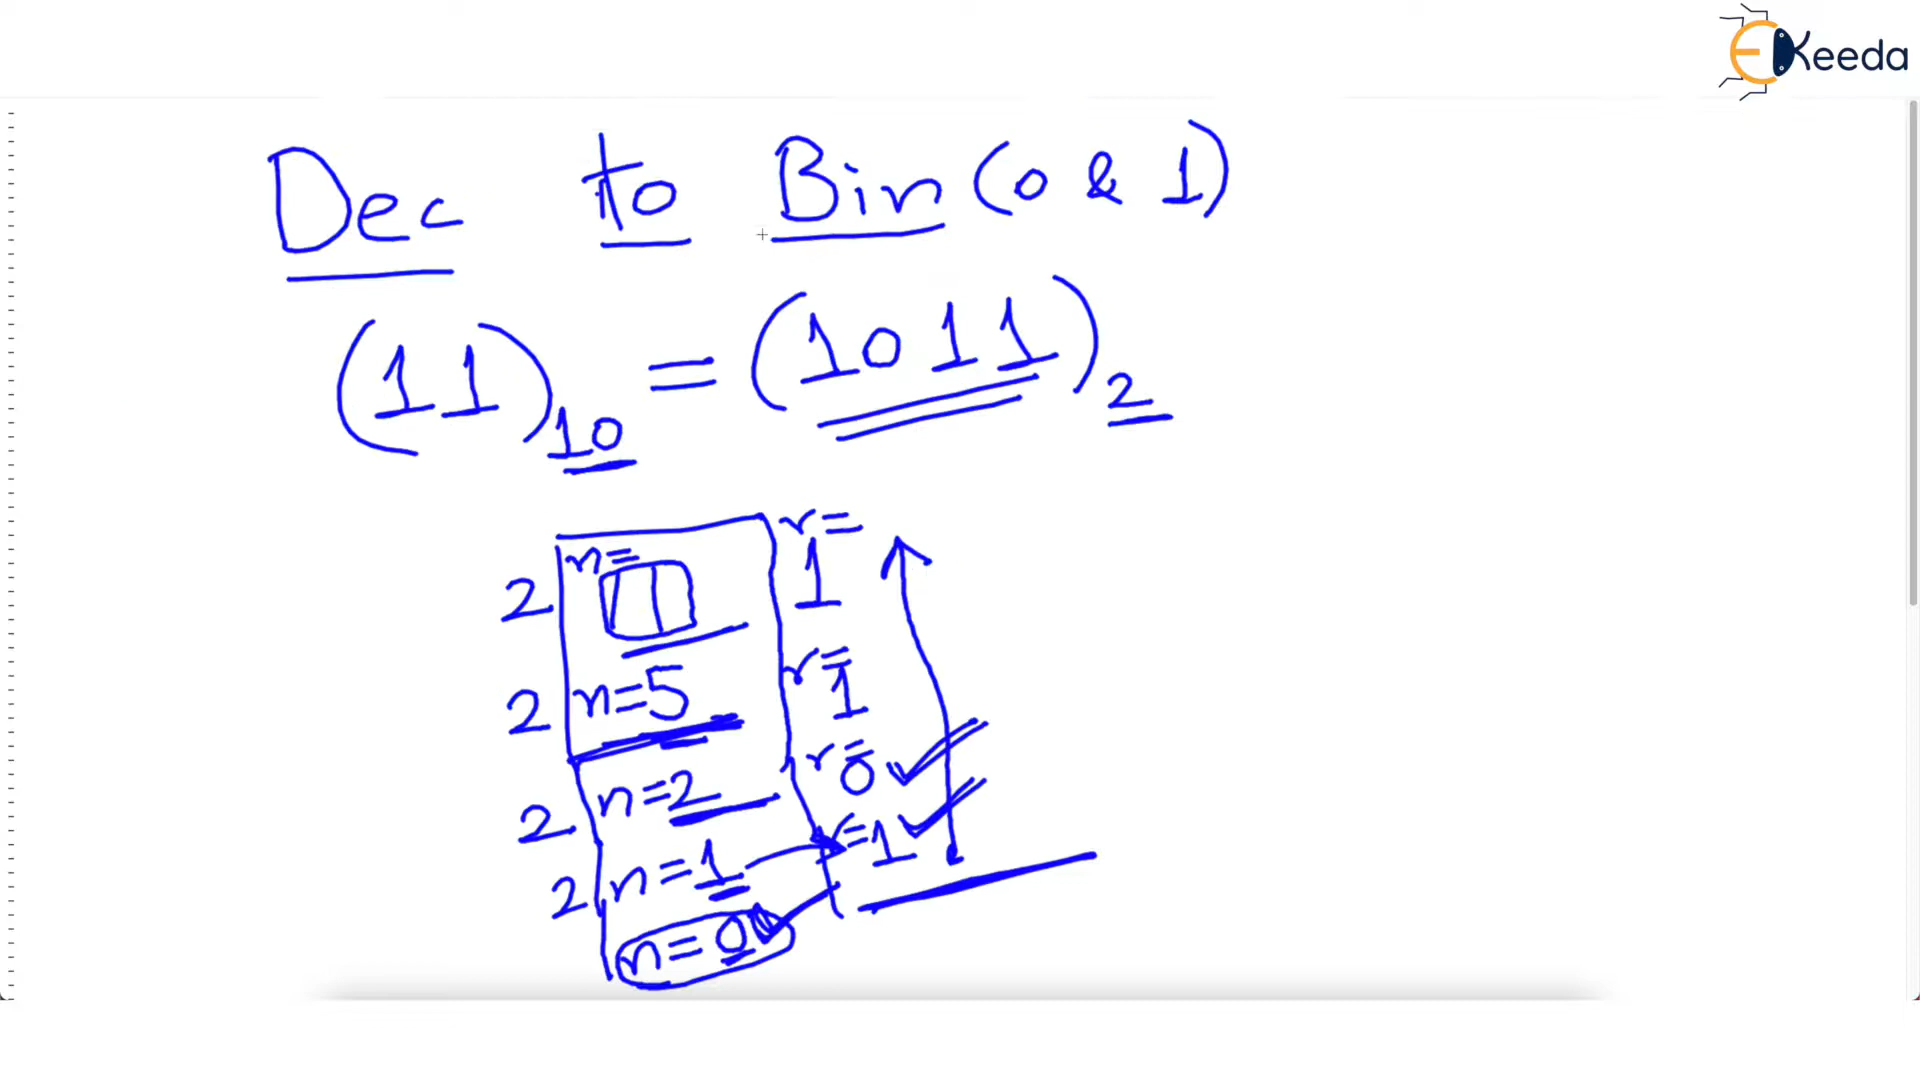 EKeeda
Dec to Bin (0 & 1)
(11)10 = (1011)2
2 n= 11 r= 1
2 n=5 r= 1
2 n=2 r= 0
2 n=1 r=1
n=0